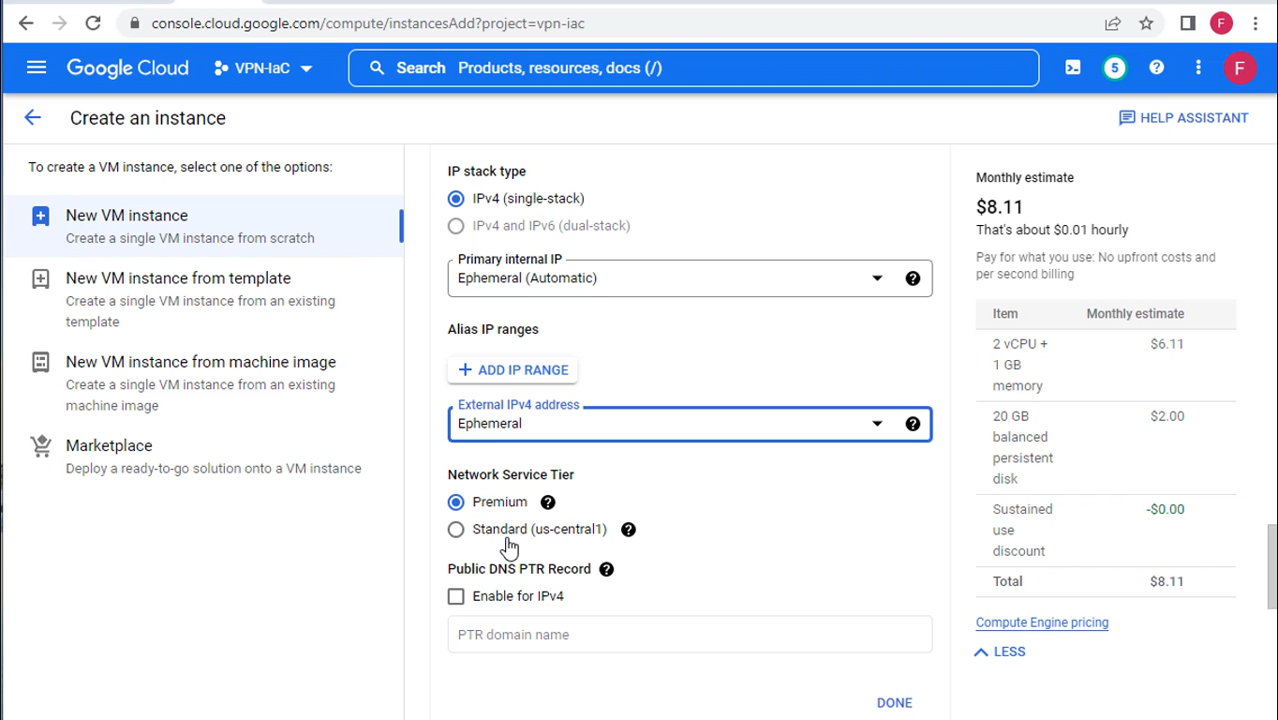 console.cloud.google.com/compute/instancesAdd?project=vpn-iac
F
Google Cloud
VPN-IaC
Search Products, resources, docs (/)
5
F
Create an instance
HELP ASSISTANT
To create a VM instance, select one of the options:
New VM instance
Create a single VM instance from scratch
New VM instance from template
Create a single VM instance from an existing
template
New VM instance from machine image
Create a single VM instance from an existing
machine image
Marketplace
Deploy a ready-to-go solution onto a VM instance
IP stack type
IPv4 (single-stack)
IPv4 and IPv6 (dual-stack)
Primary internal IP
Ephemeral (Automatic)
Alias IP ranges
+ ADD IP RANGE
External IPv4 address
Ephemeral
Network Service Tier
Premium
Standard (us-central1)
Public DNS PTR Record
Enable for IPv4
PTR domain name
DONE
Monthly estimate
$8.11
That's about $0.01 hourly
Pay for what you use: No upfront costs and
per second billing
Item Monthly estimate
2 vCPU + $6.11
1 GB
memory
20 GB $2.00
balanced
persistent
disk
Sustained -$0.00
use
discount
Total $8.11
Compute Engine pricing
LESS